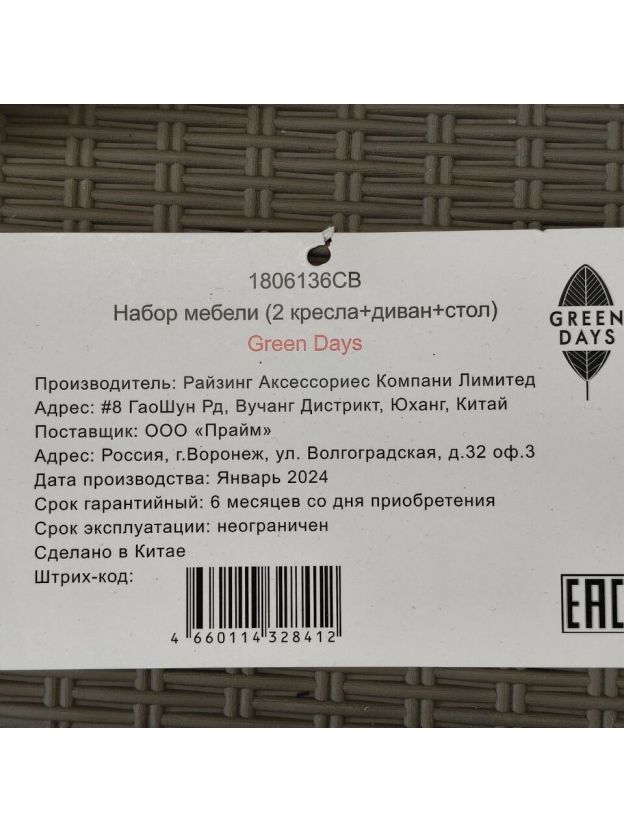 1806136CB
Набор мебели (2 кресла+диван+стол)
Green Days
GREEN
DAYS
Производитель: Райзинг Аксессориес Компани Лимитед
Адрес: #8 ГаоШун Рд, Вучанг Дистрикт, Юханг, Китай
Поставщик: ООО «Прайм»
Адрес: Россия, г.Воронеж, ул. Волгоградская, д.32 оф.3
Дата производства: Январь 2024
Срок гарантийный: 6 месяцев со дня приобретения
Срок эксплуатации: неограничен
Сделано в Китае
Штрих-код:
4 660114 328412
EAC